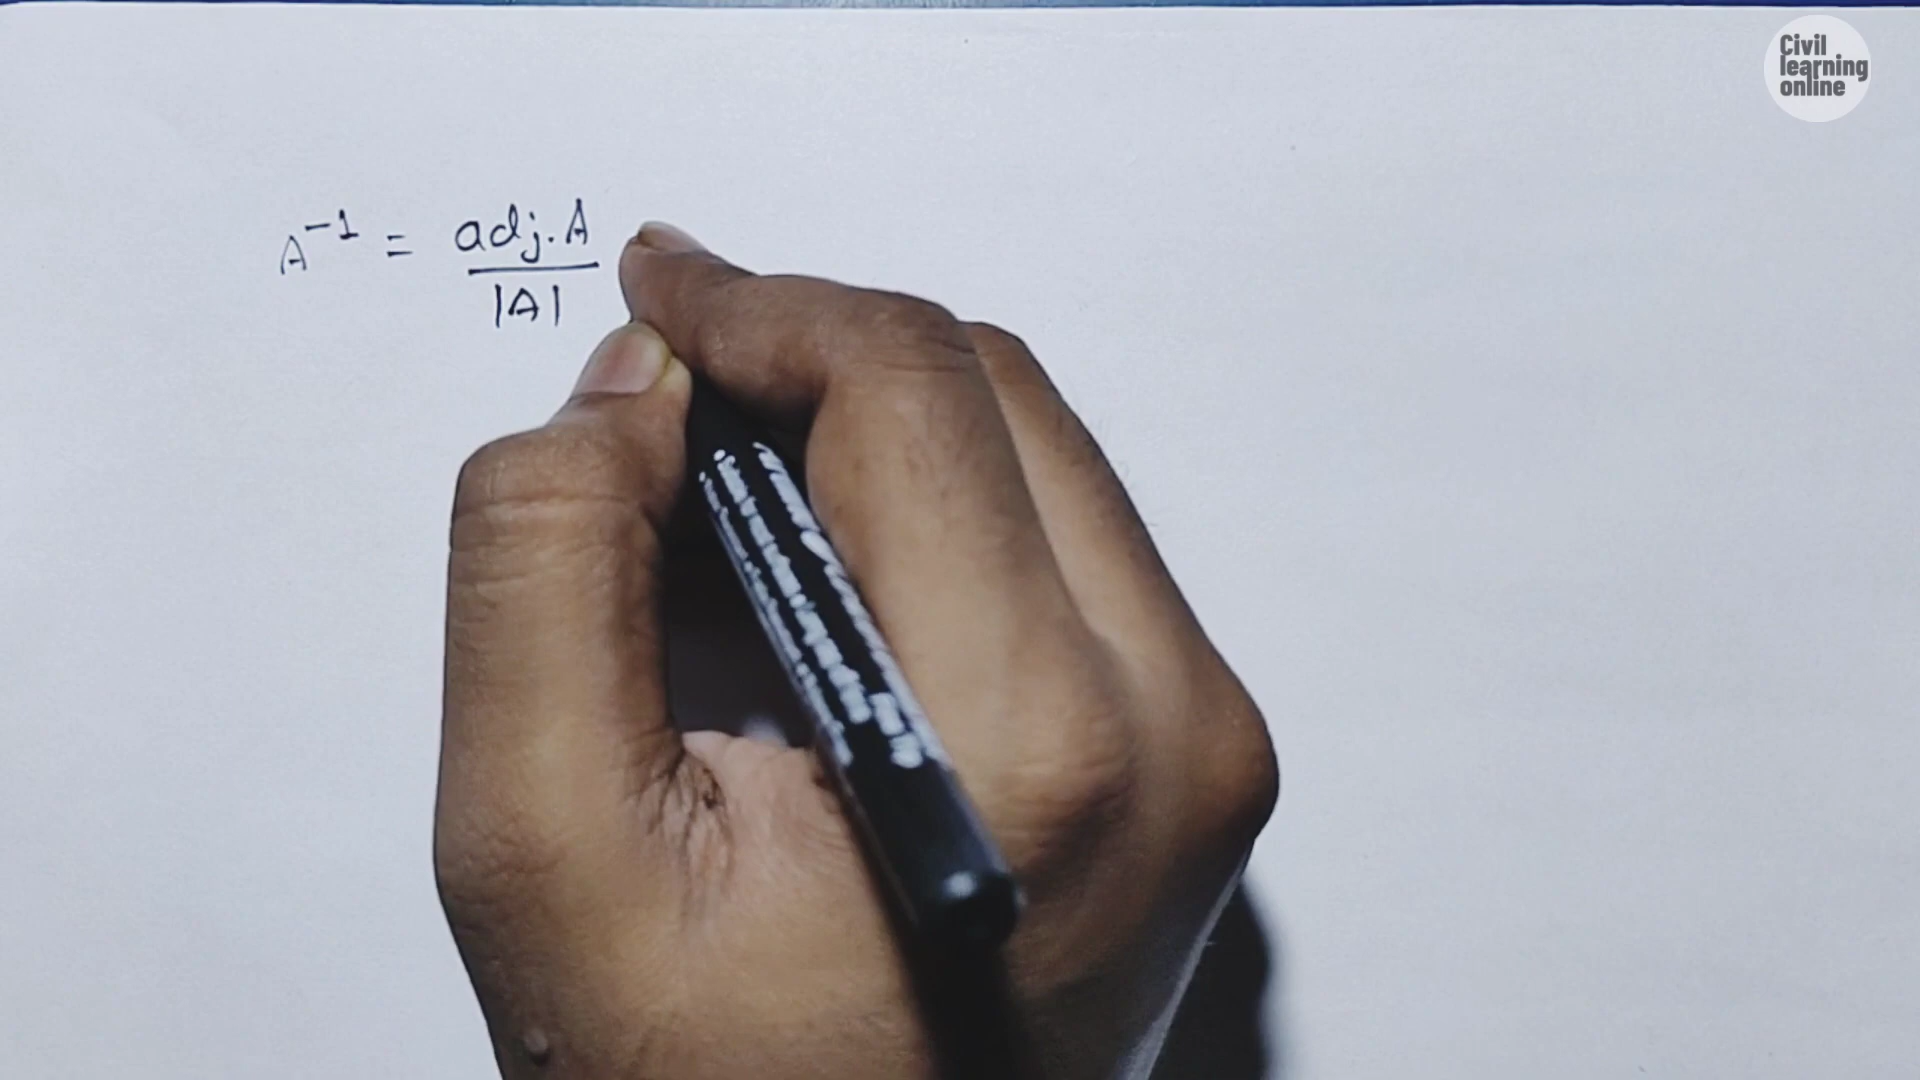 A⁻¹ = adj.A / |A|
Civil
learning
online